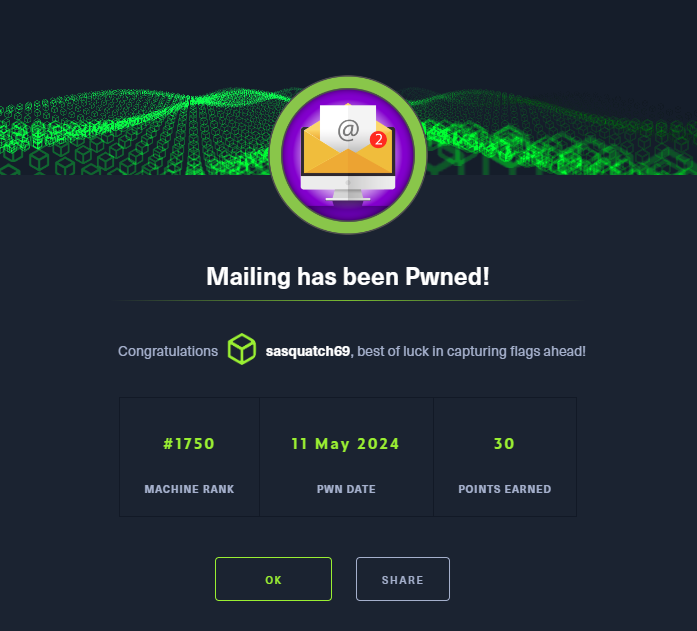 @
2
Mailing has been Pwned!
Congratulations sasquatch69, best of luck in capturing flags ahead!
#1750 11 May 2024 30
MACHINE RANK PWN DATE POINTS EARNED
OK SHARE